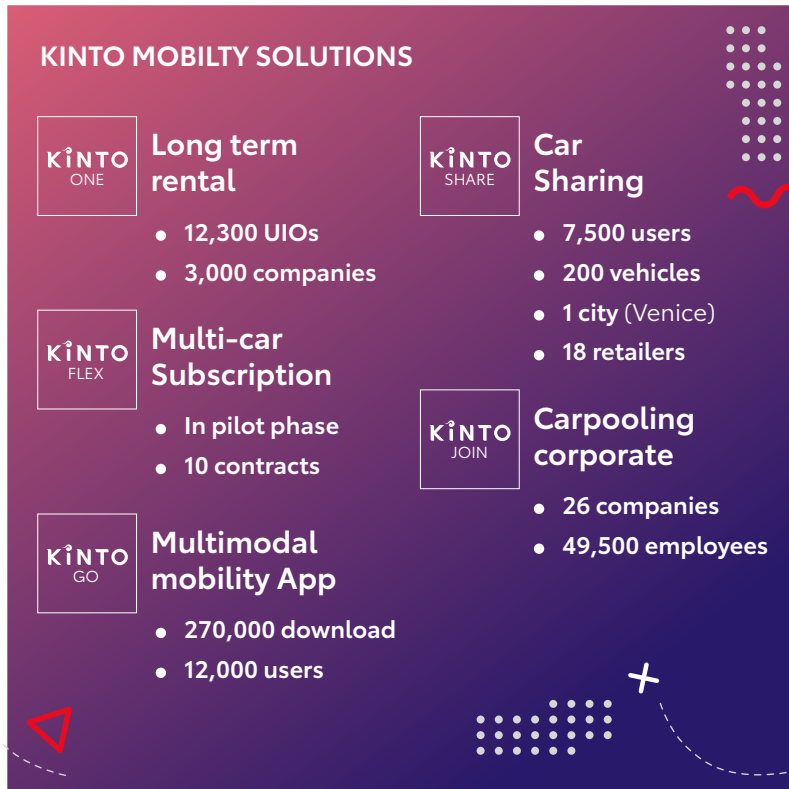 KINTO MOBILTY SOLUTIONS
KINTO
ONE
Long term
rental
• 12,300 UIOs
• 3,000 companies
KINTO
FLEX
Multi-car
Subscription
• In pilot phase
• 10 contracts
KINTO
GO
Multimodal
mobility App
• 270,000 download
• 12,000 users
KINTO
SHARE
Car
Sharing
• 7,500 users
• 200 vehicles
• 1 city (Venice)
• 18 retailers
KINTO
JOIN
Carpooling
corporate
• 26 companies
• 49,500 employees